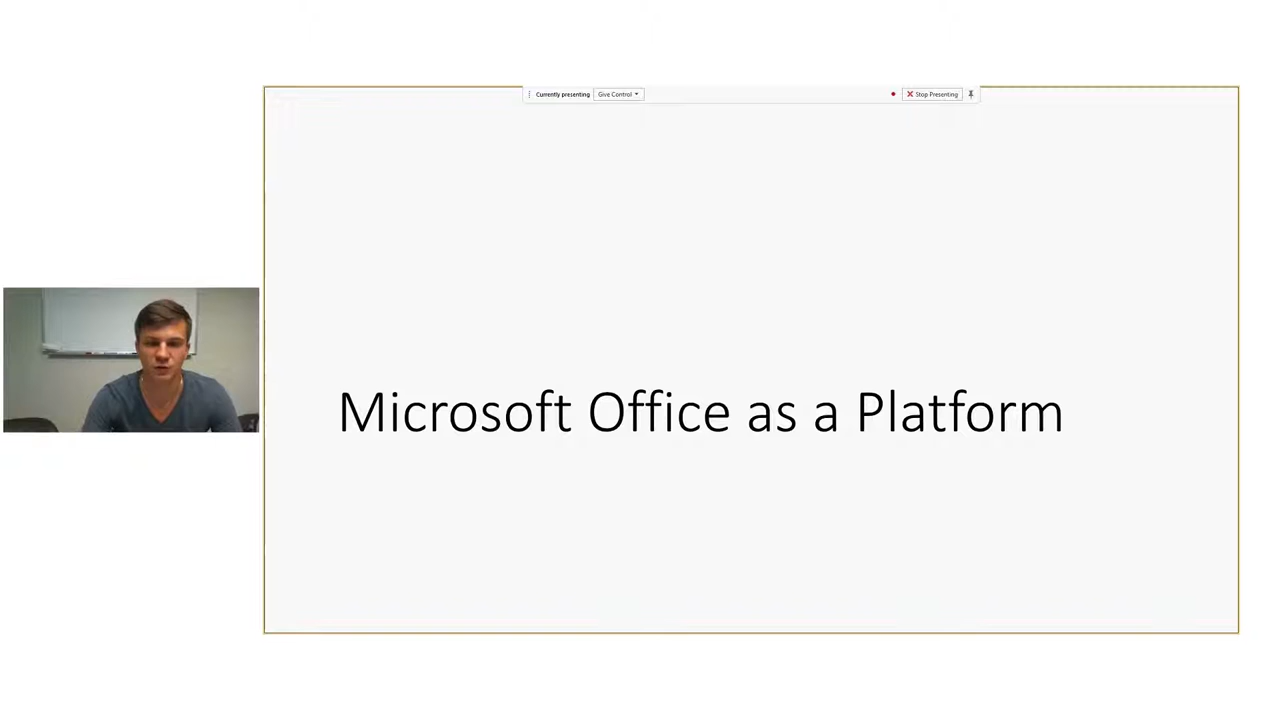 Currently presenting Give Control Stop Presenting
Microsoft Office as a Platform